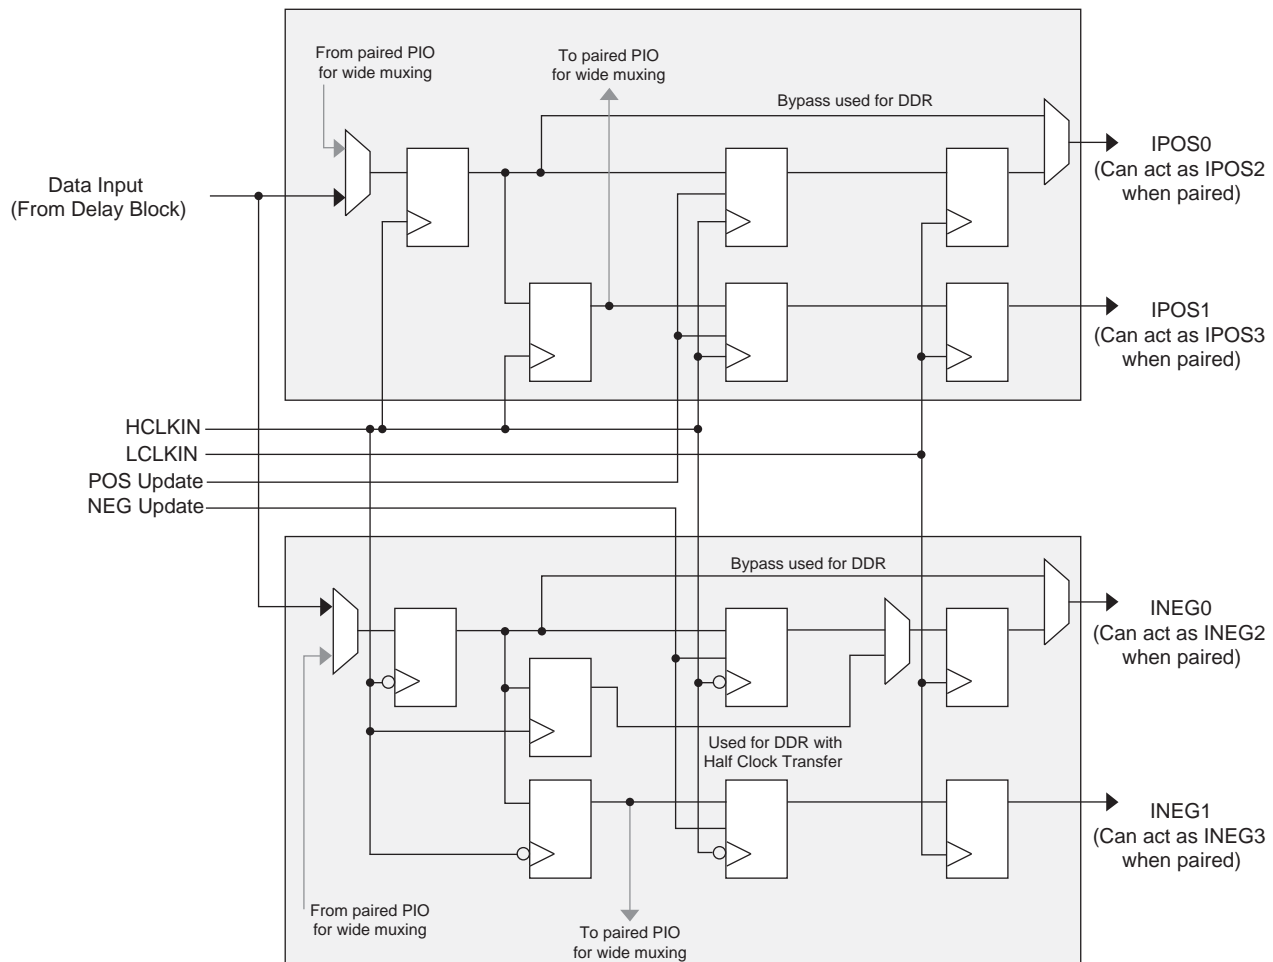 From paired PIO
for wide muxing
To paired PIO
for wide muxing
Bypass used for DDR
IPOS0
(Can act as IPOS2
when paired)
Data Input
(From Delay Block)
IPOS1
(Can act as IPOS3
when paired)
HCLKIN
LCLKIN
POS Update
NEG Update
Bypass used for DDR
INEG0
(Can act as INEG2
when paired)
Used for DDR with
Half Clock Transfer
INEG1
(Can act as INEG3
when paired)
From paired PIO
for wide muxing
To paired PIO
for wide muxing